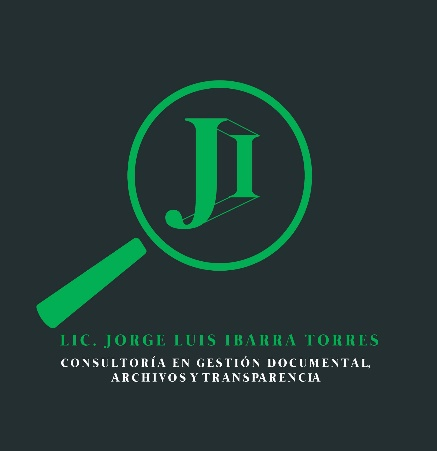 JI
LIC. JORGE LUIS IBARRA TORRES
CONSULTORÍA EN GESTIÓN DOCUMENTAL,
ARCHIVOS Y TRANSPARENCIA